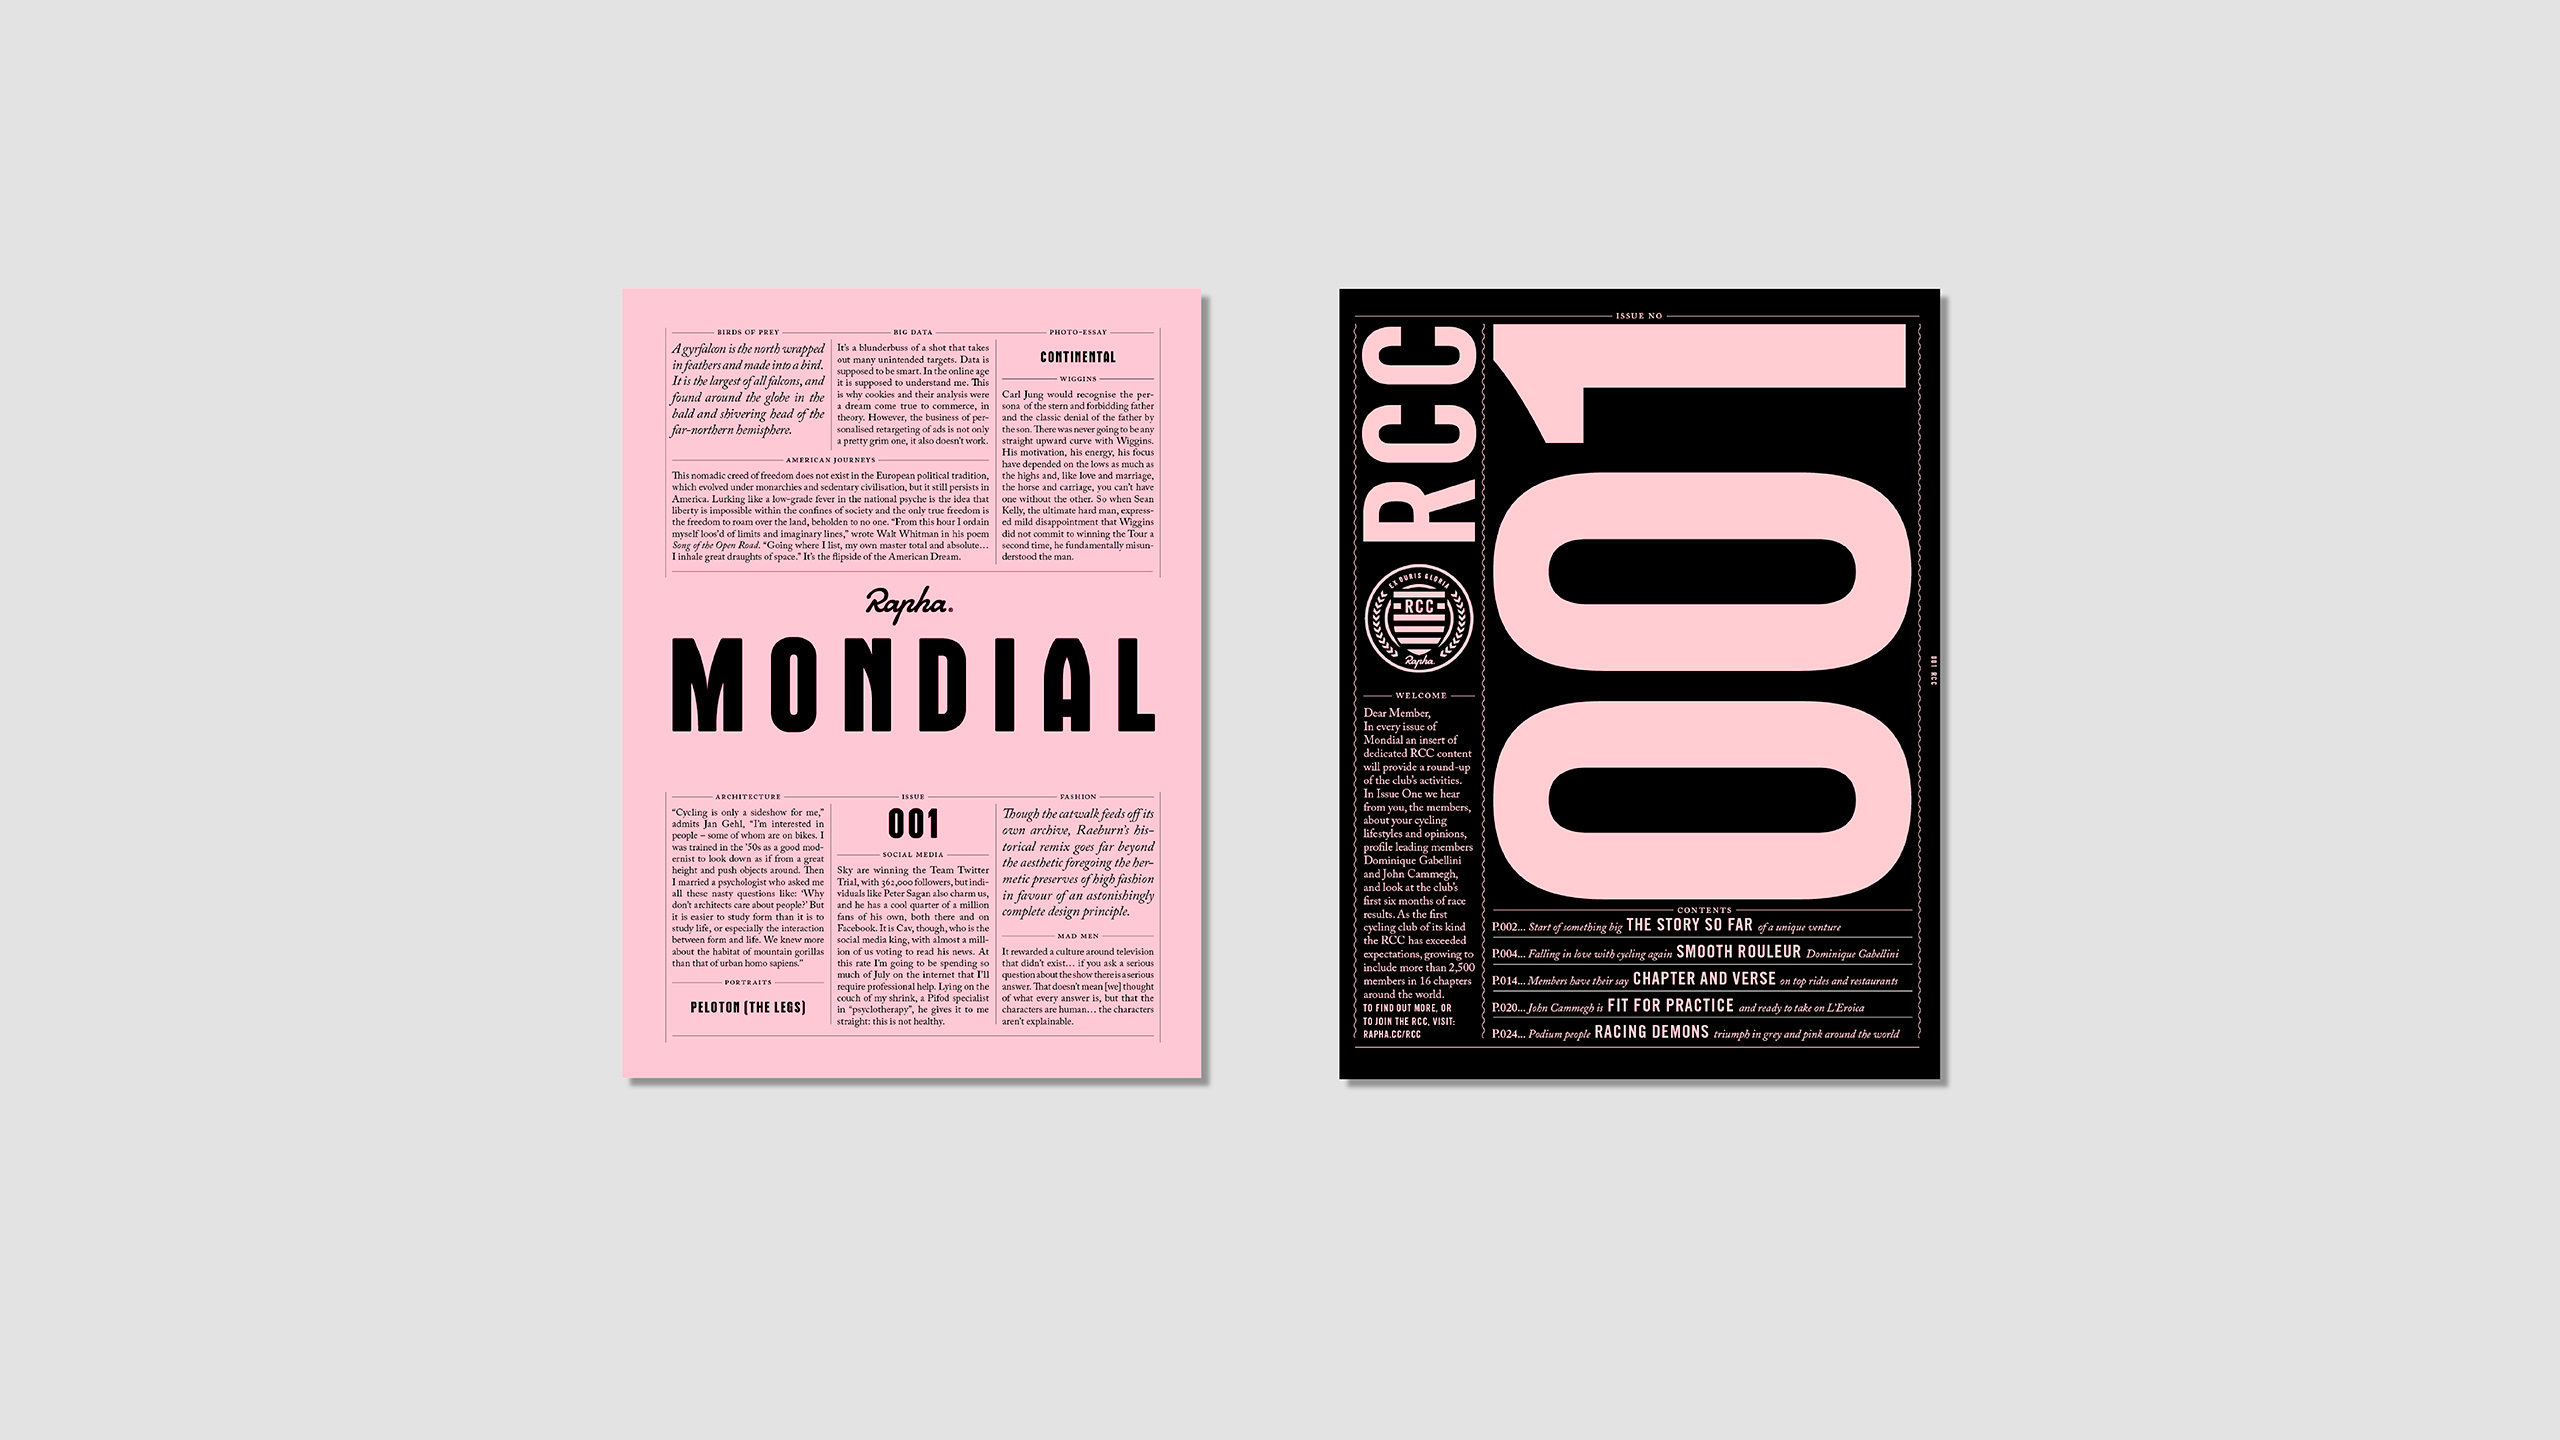 BIRDS OF PREY
A gyrfalcon is the north wrapped
in feathers and made into a bird.
It is the largest of all falcons, and
found around the globe in the
bald and shivering head of the
far-northern hemisphere.
BIG DATA
It's a blunderbuss of a shot that takes
out many unintended targets. Data is
supposed to be smart. In the online age
it is supposed to understand me. This
is why cookies and their analysis were
a dream come true to commerce, in
theory. However, the business of per-
sonalised retargeting of ads is not only
a pretty grim one, it also doesn't work.
PHOTO-ESSAY
CONTINENTAL
WIGGINS
Carl Jung would recognise the per-
sona of the stern and forbidding father
and the classic denial of the father by
the son. There was never going to be any
straight upward curve with Wiggins.
His motivation, his energy, his focus
have depended on the lows as much as
the highs and, like love and marriage,
the horse and carriage, you can't have
one without the other. So when Sean
Kelly, the ultimate hard man, express-
ed mild disappointment that Wiggins
did not commit to winning the Tour a
second time, he fundamentally misun-
derstood the man.
AMERICAN JOURNEYS
This nomadic creed of freedom does not exist in the European political tradition,
which evolved under monarchies and sedentary civilisation, but it still persists in
America. Lurking like a low-grade fever in the national psyche is the idea that
liberty is impossible within the confines of society and the only true freedom is
the freedom to roam over the land, beholden to no one. “From this hour I ordain
myself loos'd of limits and imaginary lines,” wrote Walt Whitman in his poem
Song of the Open Road. “Going where I list, my own master total and absolute…
I inhale great draughts of space.” It's the flipside of the American Dream.
Rapha.
MONDIAL
ARCHITECTURE
“Cycling is only a sideshow for me,”
admits Jan Gehl, “I'm interested in
people – some of whom are on bikes. I
was trained in the '50s as a good mod-
ernist to look down as if from a great
height and push objects around. Then
I married a psychologist who asked me
all these nasty questions like: ‘Why
don't architects care about people?’ But
it is easier to study form than it is to
study life, or especially the interaction
between form and life. We knew more
about the habitat of mountain gorillas
than that of urban homo sapiens.”
PORTRAITS
PELOTON (THE LEGS)
ISSUE
001
SOCIAL MEDIA
Sky are winning the Team Twitter
Trial, with 362,000 followers, but indi-
viduals like Peter Sagan also charm us,
and he has a cool quarter of a million
fans of his own, both there and on
Facebook. It is Cav, though, who is the
social media king, with almost a mill-
ion of us voting to read his news. At
this rate I'm going to be spending so
much of July on the internet that I'll
require professional help. Lying on the
couch of my shrink, a Pifod specialist
in “psyclotherapy”, he gives it to me
straight: this is not healthy.
FASHION
Though the catwalk feeds off its
own archive, Raeburn's his-
torical remix goes far beyond
the aesthetic foregoing the her-
metic preserves of high fashion
in favour of an astonishingly
complete design principle.
MAD MEN
It rewarded a culture around television
that didn't exist… if you ask a serious
question about the show there is a serious
answer. That doesn't mean [we] thought
of what every answer is, but that the
characters are human… the characters
aren't explainable.
ISSUE NO
001
RCC
EX DURIS GLORIA
RCC
Rapha.
WELCOME
Dear Member,
In every issue of
Mondial an insert of
dedicated RCC content
will provide a round-up
of the club's activities.
In Issue One we hear
from you, the members,
about your cycling
lifestyles and opinions,
profile leading members
Dominique Gabellini
and John Cammegh,
and look at the club's
first six months of race
results. As the first
cycling club of its kind
the RCC has exceeded
expectations, growing to
include more than 2,500
members in 16 chapters
around the world.
TO FIND OUT MORE, OR
TO JOIN THE RCC, VISIT:
RAPHA.CC/RCC
CONTENTS
P.002... Start of something big THE STORY SO FAR of a unique venture
P.004... Falling in love with cycling again SMOOTH ROULEUR Dominique Gabellini
P.014... Members have their say CHAPTER AND VERSE on top rides and restaurants
P.020... John Cammegh is FIT FOR PRACTICE and ready to take on L'Eroica
P.024... Podium people RACING DEMONS triumph in grey and pink around the world
001 RCC